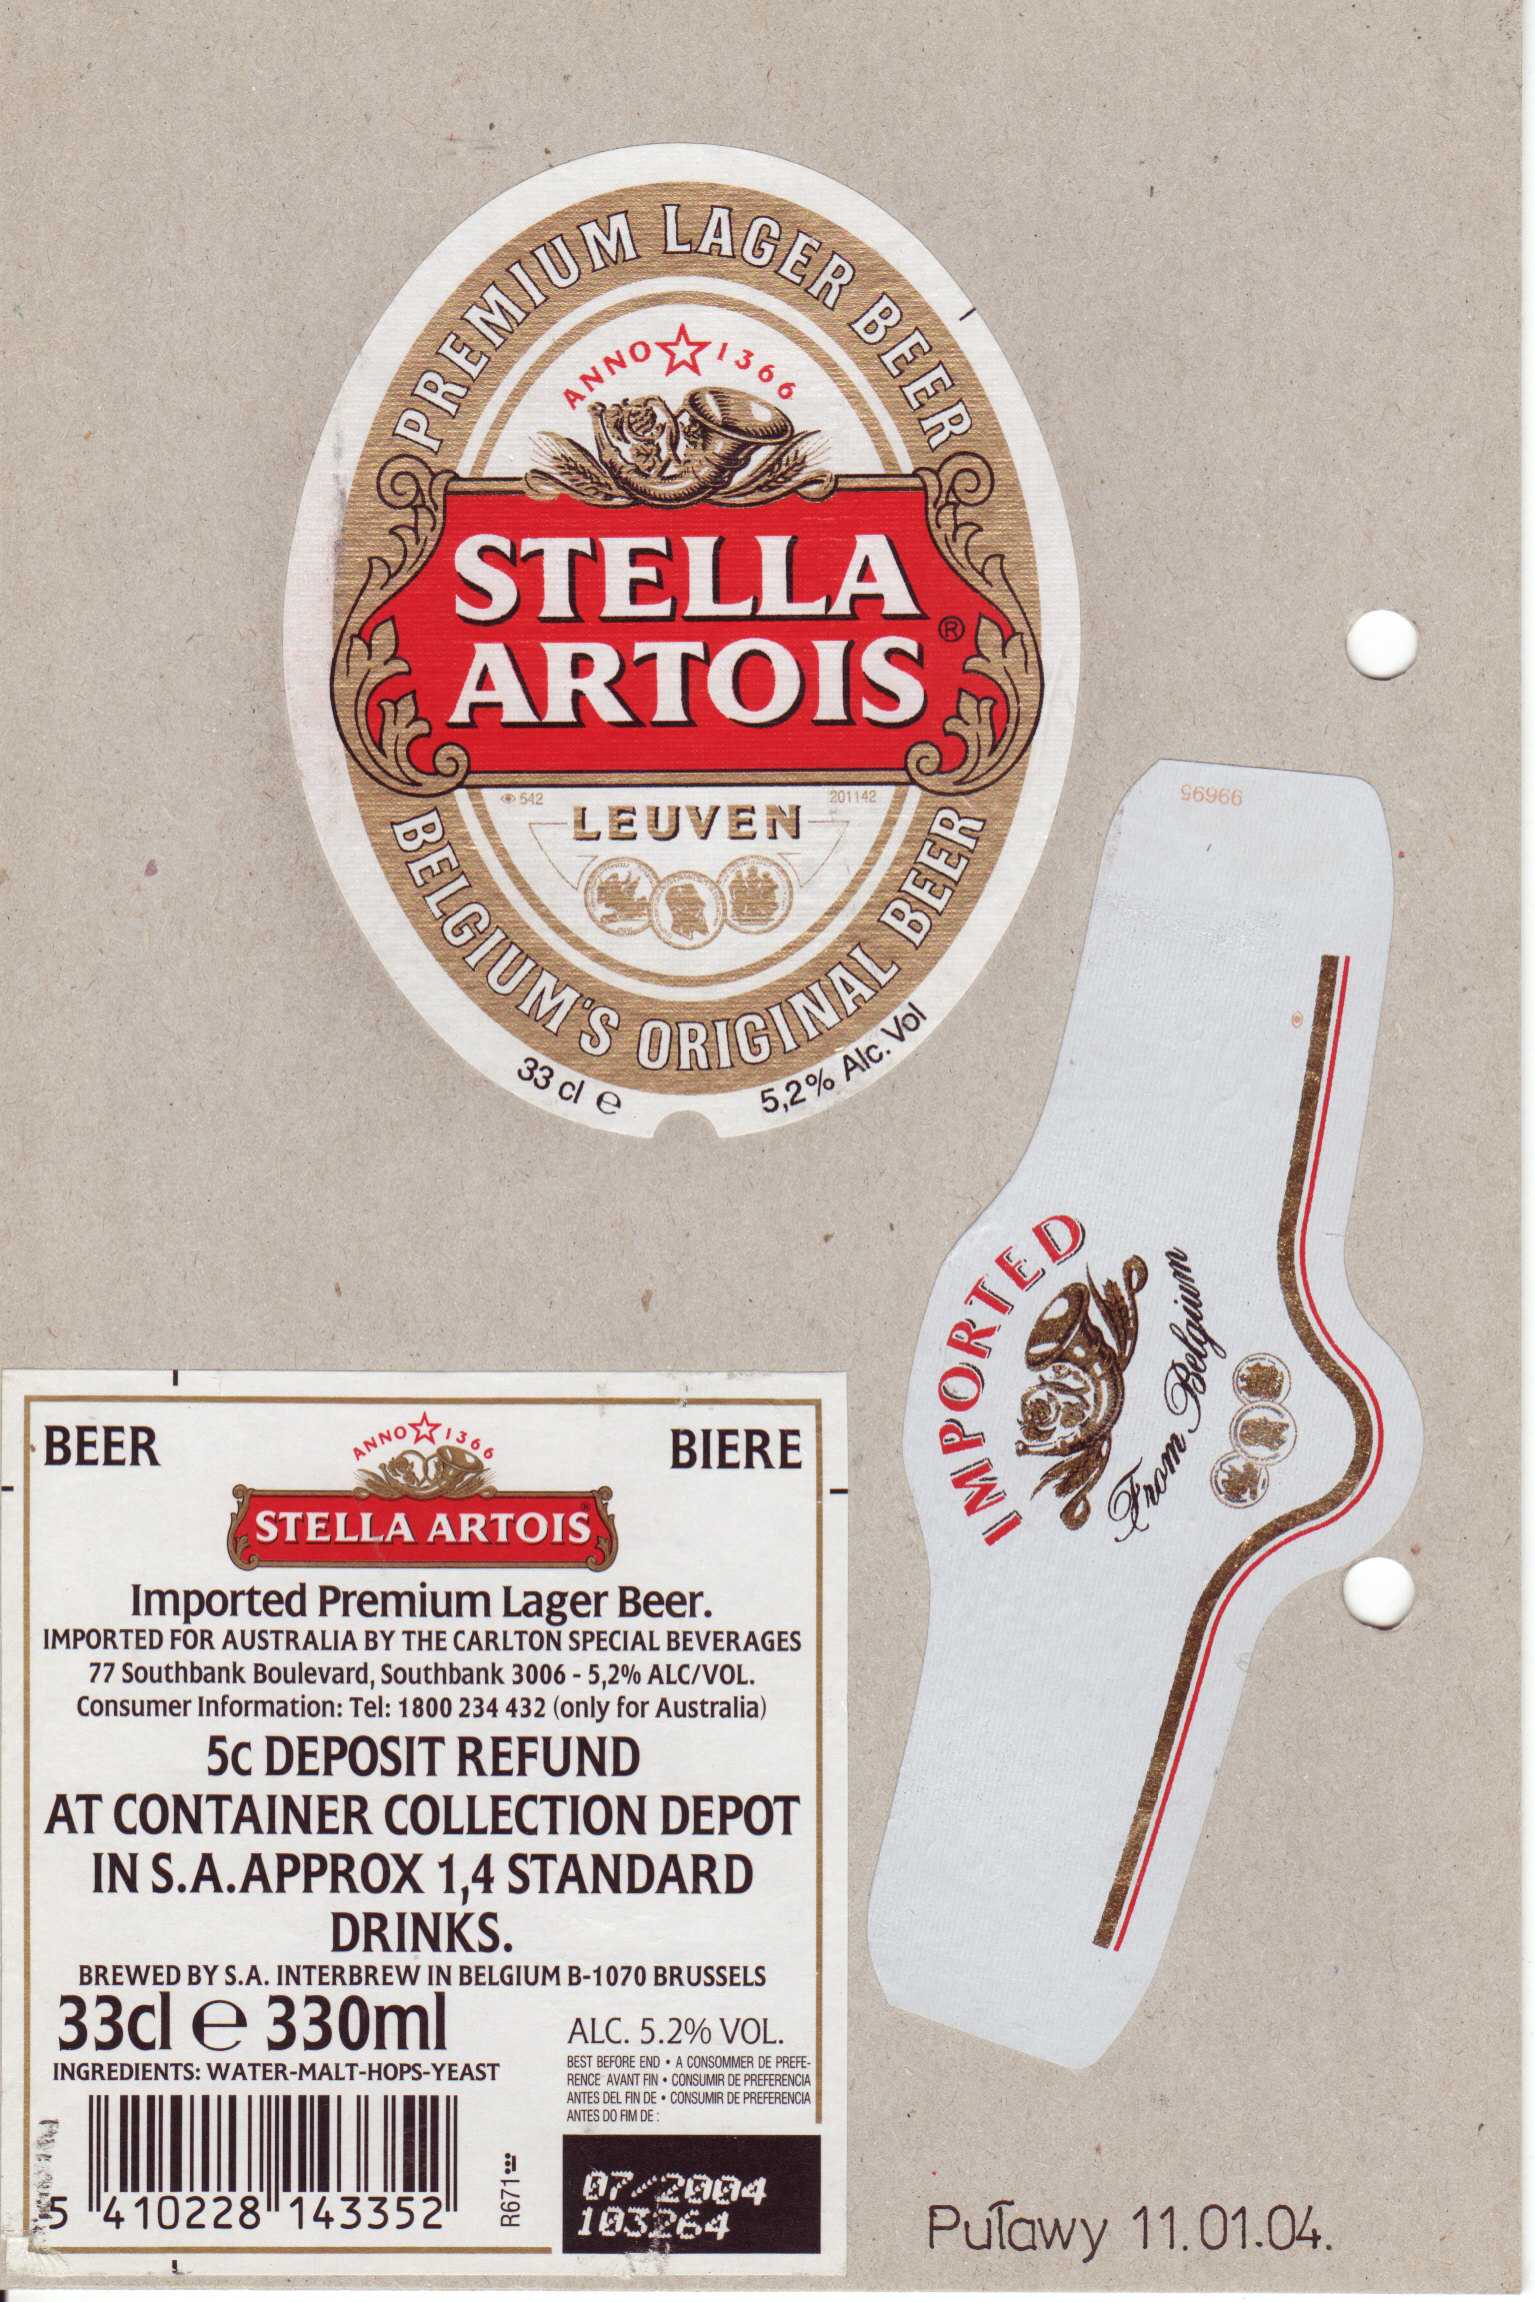 PREMIUM LAGER BEER
ANNO 1366
STELLA
ARTOIS ®
542
201142
LEUVEN
BELGIUM'S ORIGINAL BEER
33 cl ℮
5,2% Alc. Vol
99695
IMPORTED
From Belgium
BEER
ANNO 1366
BIERE
STELLA ARTOIS ®
Imported Premium Lager Beer.
IMPORTED FOR AUSTRALIA BY THE CARLTON SPECIAL BEVERAGES
77 Southbank Boulevard, Southbank 3006 - 5,2% ALC/VOL.
Consumer Information: Tel: 1800 234 432 (only for Australia)
5c DEPOSIT REFUND
AT CONTAINER COLLECTION DEPOT
IN S.A.APPROX 1,4 STANDARD
DRINKS.
BREWED BY S.A. INTERBREW IN BELGIUM B-1070 BRUSSELS
33cl ℮ 330ml
ALC. 5.2% VOL.
INGREDIENTS: WATER-MALT-HOPS-YEAST
BEST BEFORE END • A CONSOMMER DE PREFE-
RENCE AVANT FIN • CONSUMIR DE PREFERENCIA
ANTES DEL FIN DE • CONSUMIR DE PREFERENCIA
ANTES DO FIM DE :
07/2004
103264
R671
5 410228 143352
Puławy 11.01.04.